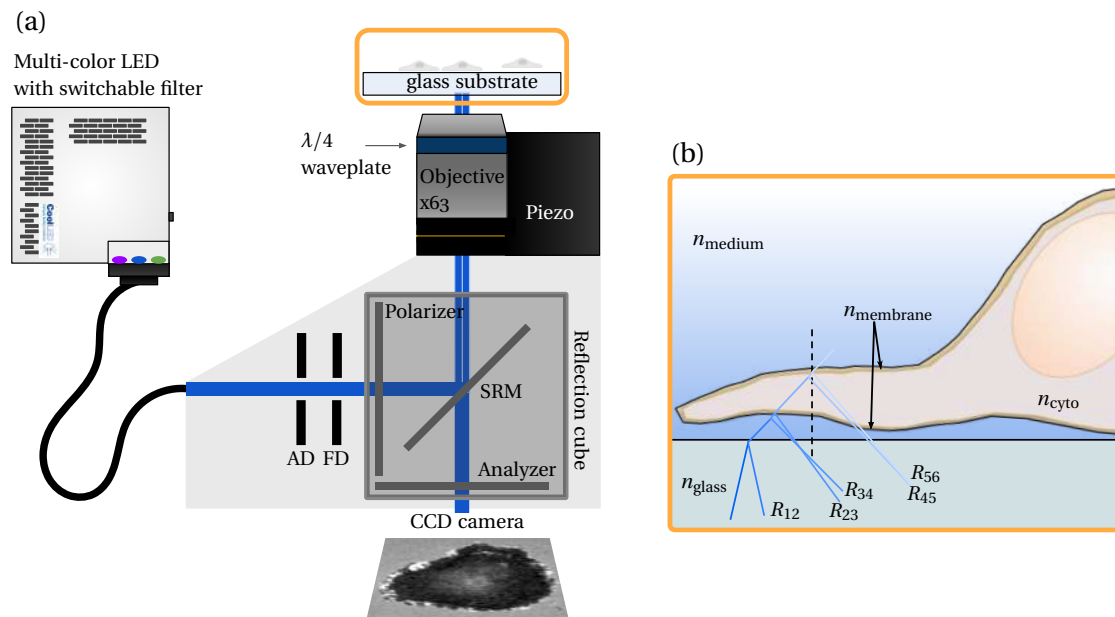 (a)
Multi-color LED
with switchable filter
CoolLED
glass substrate
λ/4
waveplate
Objective
x63
Piezo
Polarizer
SRM
Reflection cube
AD FD
Analyzer
CCD camera
(b)
n_medium
n_membrane
n_cyto
n_glass
R_12
R_34
R_23
R_56
R_45